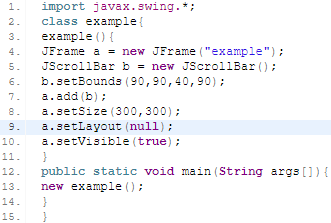 1. import javax.swing.*;
2. class example{
3. example(){
4. JFrame a = new JFrame("example");
5. JScrollBar b = new JScrollBar();
6. b.setBounds(90,90,40,90);
7. a.add(b);
8. a.setSize(300,300);
9. a.setLayout(null);
10. a.setVisible(true);
11. }
12. public static void main(String args[]){
13. new example();
14. }
15. }